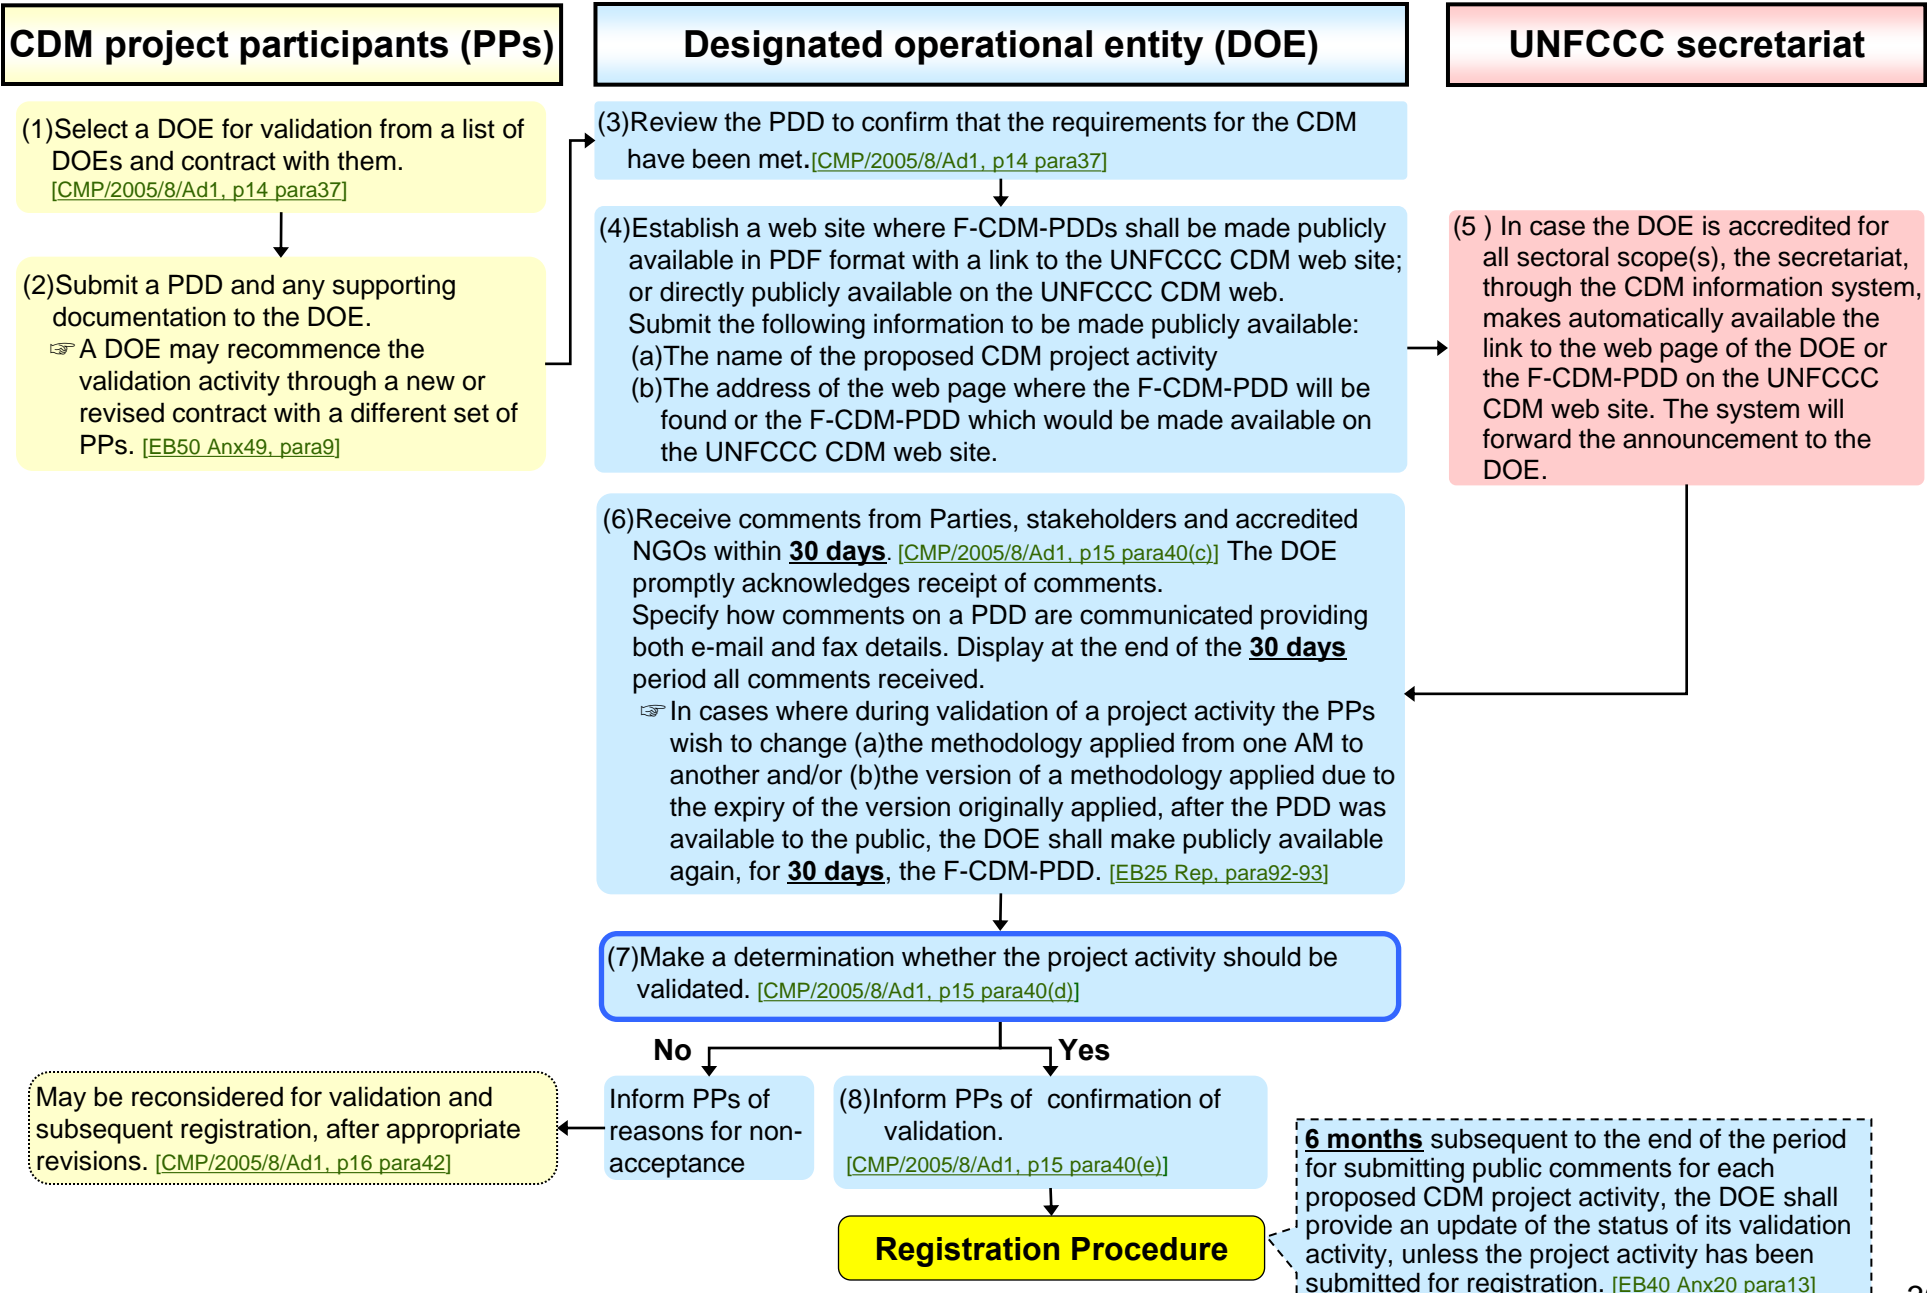 CDM project participants (PPs)
Designated operational entity (DOE)
UNFCCC secretariat
(1)Select a DOE for validation from a list of
DOEs and contract with them.
[CMP/2005/8/Ad1, p14 para37]
(2)Submit a PDD and any supporting
documentation to the DOE.
☞A DOE may recommence the
validation activity through a new or
revised contract with a different set of
PPs. [EB50 Anx49, para9]
(3)Review the PDD to confirm that the requirements for the CDM
have been met.[CMP/2005/8/Ad1, p14 para37]
(4)Establish a web site where F-CDM-PDDs shall be made publicly
available in PDF format with a link to the UNFCCC CDM web site;
or directly publicly available on the UNFCCC CDM web.
Submit the following information to be made publicly available:
(a)The name of the proposed CDM project activity
(b)The address of the web page where the F-CDM-PDD will be
found or the F-CDM-PDD which would be made available on
the UNFCCC CDM web site.
(5 ) In case the DOE is accredited for
all sectoral scope(s), the secretariat,
through the CDM information system,
makes automatically available the
link to the web page of the DOE or
the F-CDM-PDD on the UNFCCC
CDM web site. The system will
forward the announcement to the
DOE.
(6)Receive comments from Parties, stakeholders and accredited
NGOs within 30 days. [CMP/2005/8/Ad1, p15 para40(c)] The DOE
promptly acknowledges receipt of comments.
Specify how comments on a PDD are communicated providing
both e-mail and fax details. Display at the end of the 30 days
period all comments received.
☞In cases where during validation of a project activity the PPs
wish to change (a)the methodology applied from one AM to
another and/or (b)the version of a methodology applied due to
the expiry of the version originally applied, after the PDD was
available to the public, the DOE shall make publicly available
again, for 30 days, the F-CDM-PDD. [EB25 Rep, para92-93]
(7)Make a determination whether the project activity should be
validated. [CMP/2005/8/Ad1, p15 para40(d)]
No
Yes
May be reconsidered for validation and
subsequent registration, after appropriate
revisions. [CMP/2005/8/Ad1, p16 para42]
Inform PPs of
reasons for non-
acceptance
(8)Inform PPs of confirmation of
validation.
[CMP/2005/8/Ad1, p15 para40(e)]
Registration Procedure
6 months subsequent to the end of the period
for submitting public comments for each
proposed CDM project activity, the DOE shall
provide an update of the status of its validation
activity, unless the project activity has been
submitted for registration. [EB40 Anx20 para13]